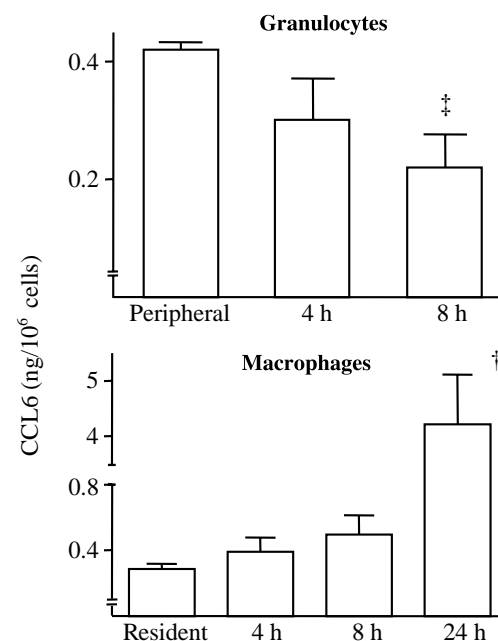 Granulocytes
0.4
0.2
‡
Peripheral 4 h 8 h
CCL6 (ng/10⁶ cells)
Macrophages
†
5
4
0.8
0.4
Resident 4 h 8 h 24 h